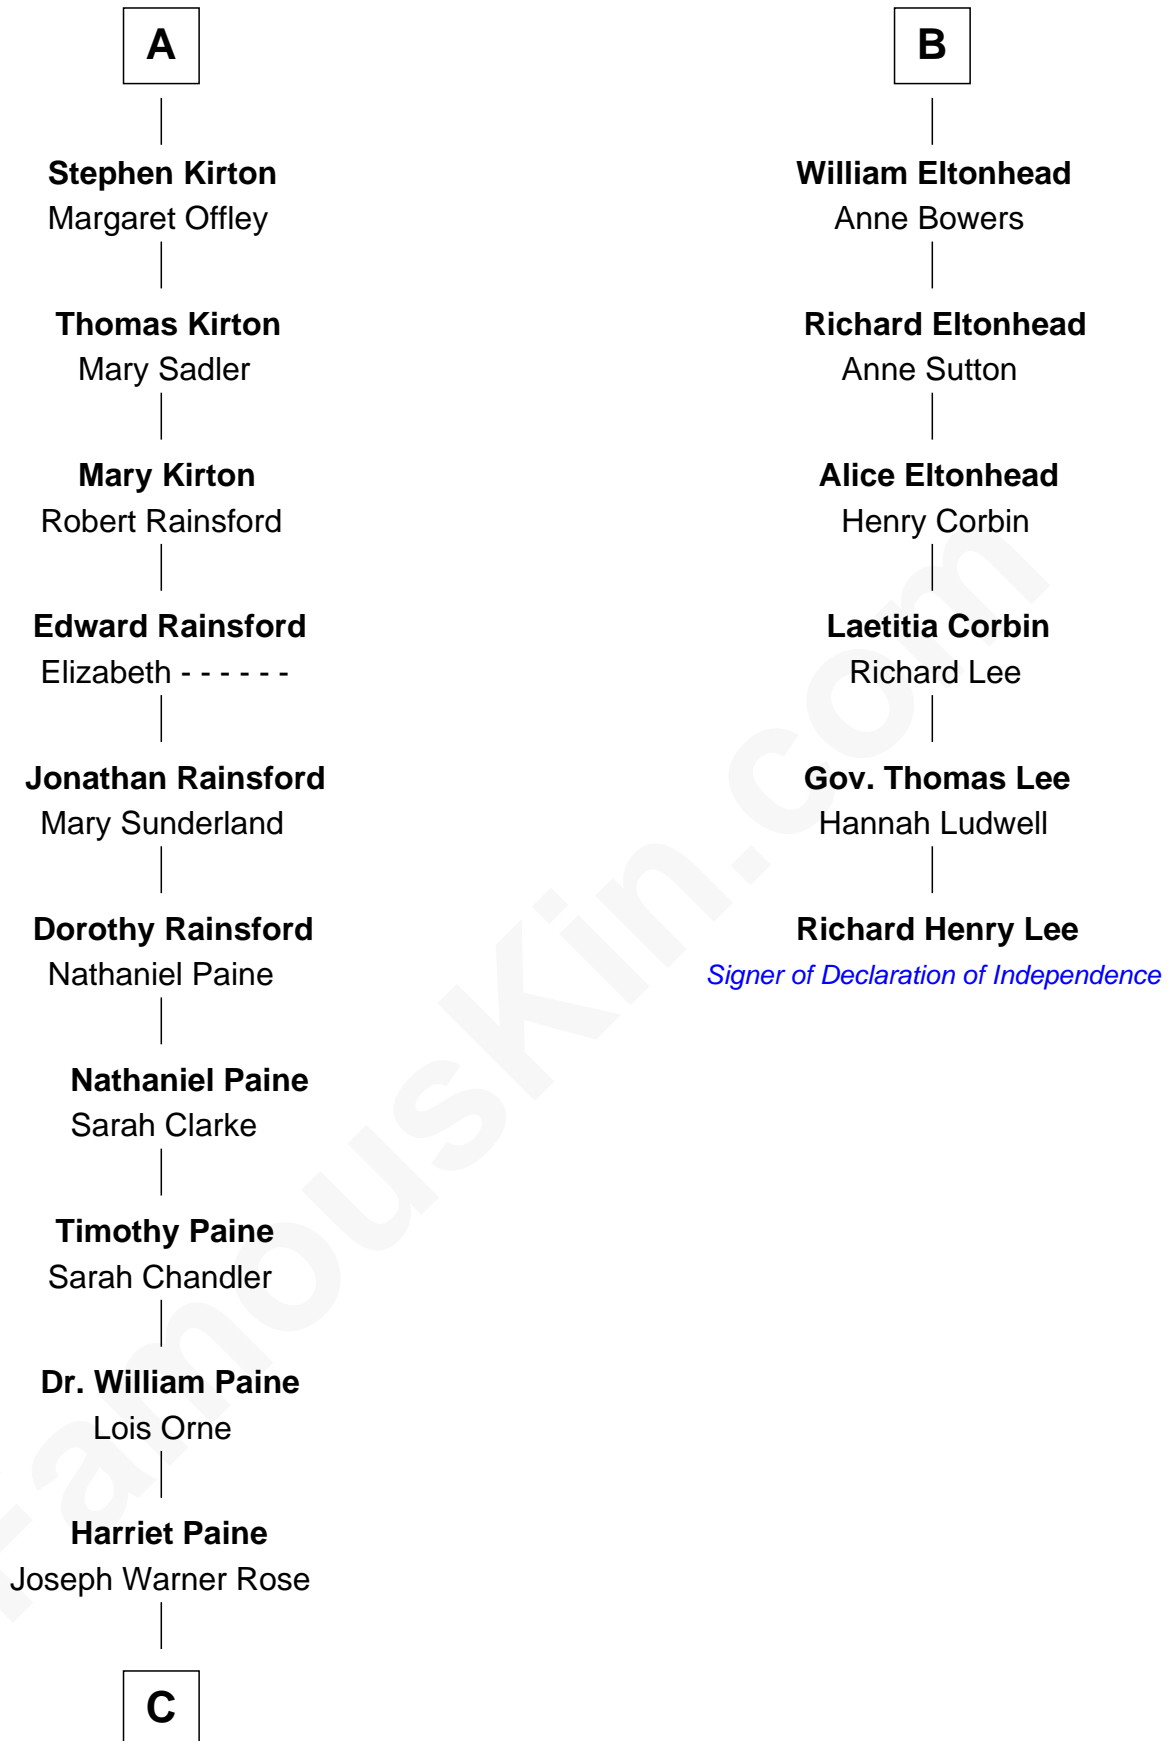 A
Stephen Kirton
Margaret Offley
Thomas Kirton
Mary Sadler
Mary Kirton
Robert Rainsford
Edward Rainsford
Elizabeth - - - - - -
Jonathan Rainsford
Mary Sunderland
Dorothy Rainsford
Nathaniel Paine
Nathaniel Paine
Sarah Clarke
Timothy Paine
Sarah Chandler
Dr. William Paine
Lois Orne
Harriet Paine
Joseph Warner Rose
C
B
William Eltonhead
Anne Bowers
Richard Eltonhead
Anne Sutton
Alice Eltonhead
Henry Corbin
Laetitia Corbin
Richard Lee
Gov. Thomas Lee
Hannah Ludwell
Richard Henry Lee
Signer of Declaration of Independence
FamousKin.com